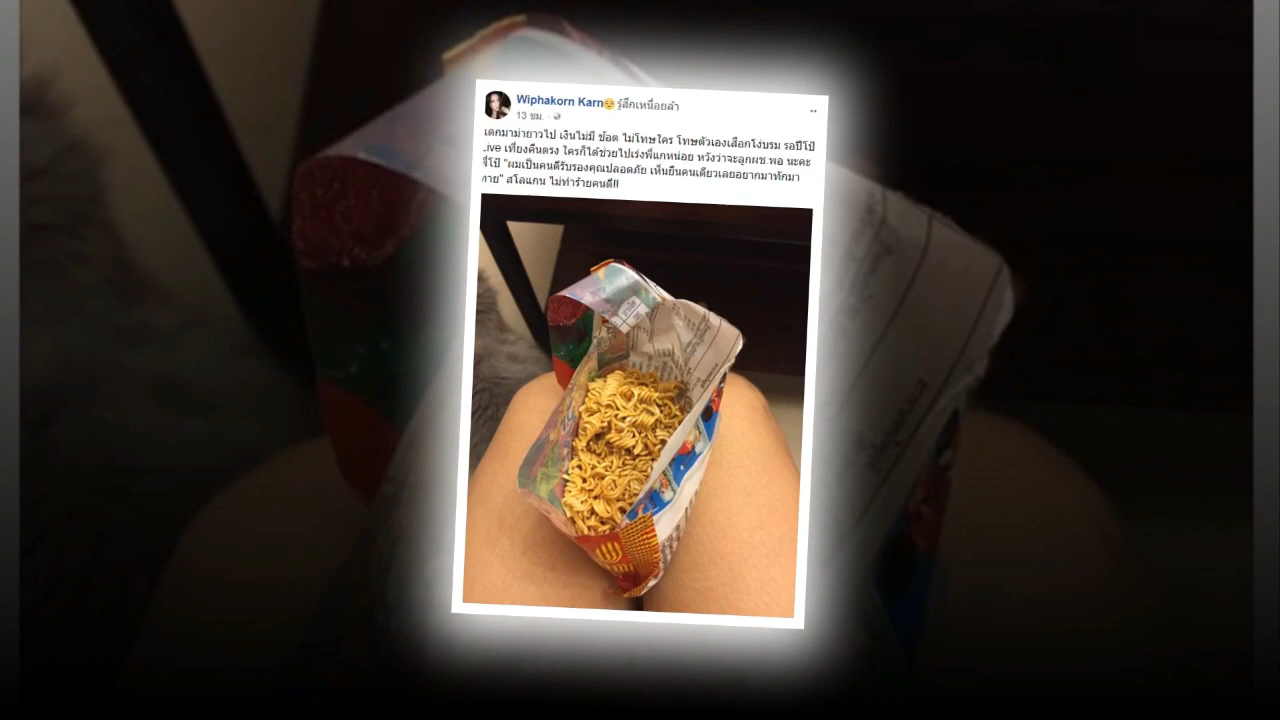 Wiphakorn Karn😔รู้สึกเหนื่อยล้า
13 ชม. ·
เดกมาม่ายาวไป เงินไม่มี ช้อต ไม่โทษใคร โทษตัวเองเสือกโง่บรม รอปีโป้
Live เที่ยงคืนตรง ใครก็ได้ช่วยไปเร่งพี่แกหน่อย หวังว่าจะลูกผช.พอ นะคะ
พี่โป้ "ผมเป็นคนดีรับรองคุณปลอดภัย เห็นยืนคนเดียวเลยอยากมาทักมา
ทาย" สโลแกน ไม่ทำร้ายคนดี!!